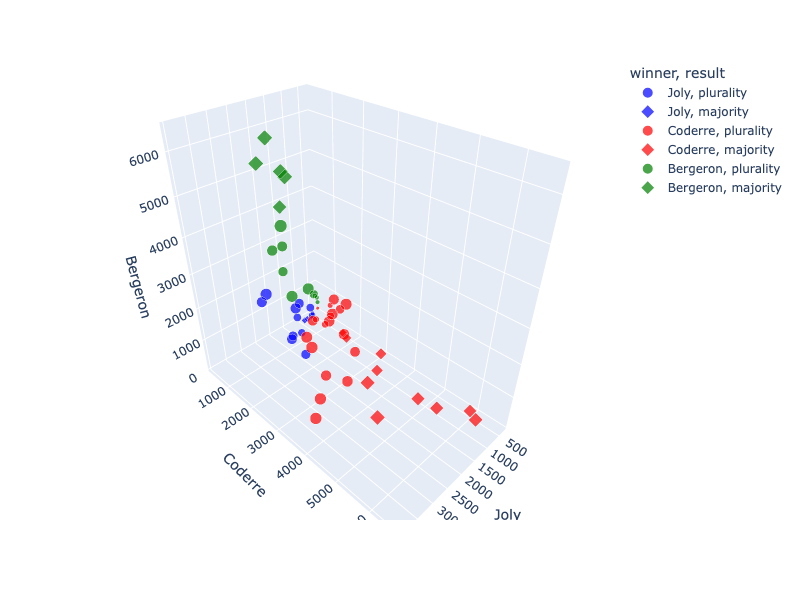 winner, result
Joly, plurality
Joly, majority
Coderre, plurality
Coderre, majority
Bergeron, plurality
Bergeron, majority
6000
5000
4000
3000
2000
1000
0
Bergeron
1000
2000
3000
4000
5000
Coderre
500
1000
1500
2000
2500
Joly